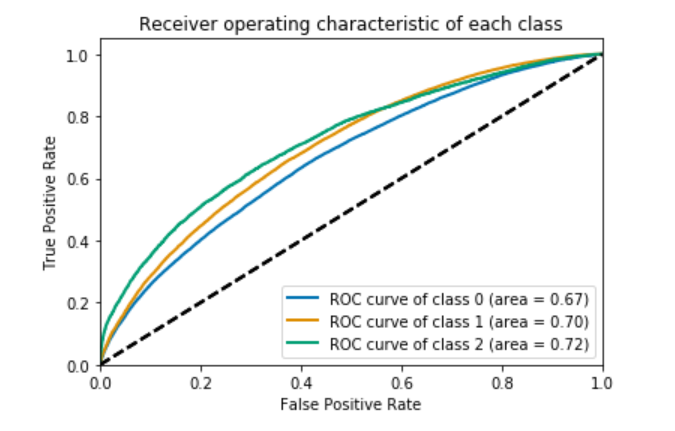 Receiver operating characteristic of each class
1.0
0.8
0.6
0.4
0.2
0.0
True Positive Rate
ROC curve of class 0 (area = 0.67)
ROC curve of class 1 (area = 0.70)
ROC curve of class 2 (area = 0.72)
0.0 0.2 0.4 0.6 0.8 1.0
False Positive Rate